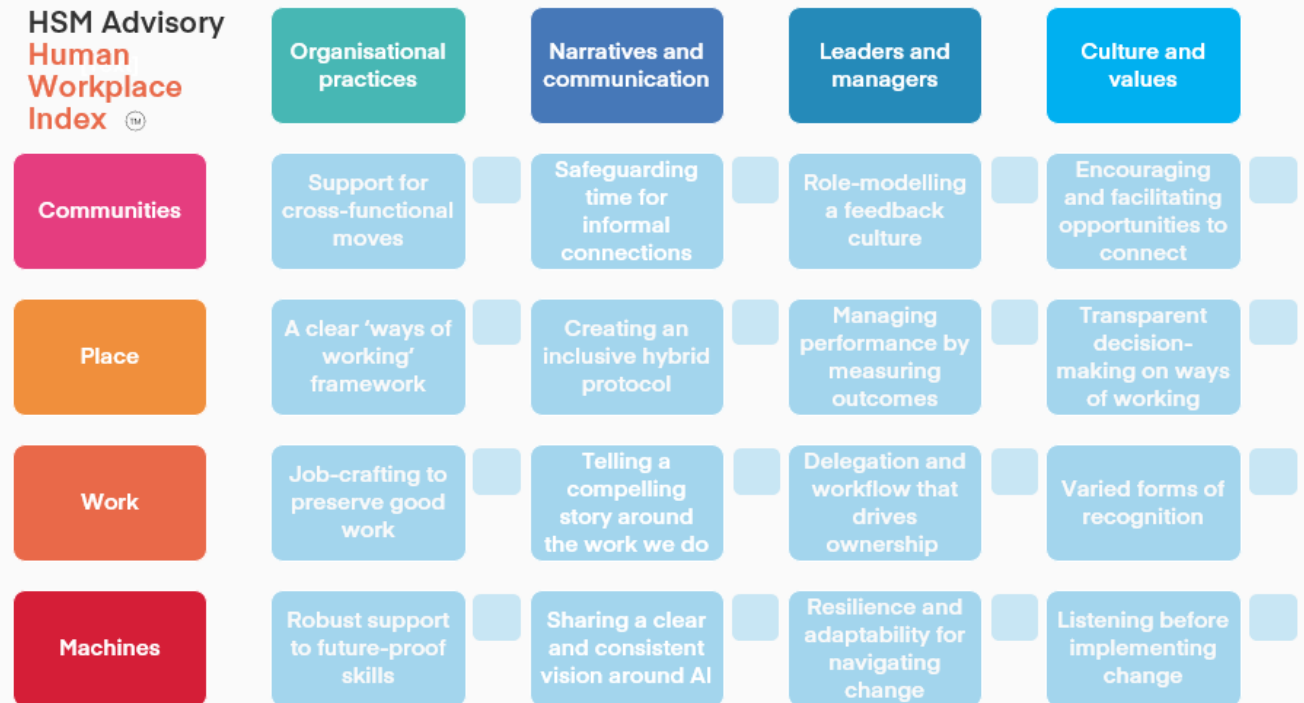 HSM Advisory
Human
Workplace
Index TM
Organisational
practices
Narratives and
communication
Leaders and
managers
Culture and
values
Communities
Support for
cross-functional
moves
Safeguarding
time for
informal
connections
Role-modelling
a feedback
culture
Encouraging
and facilitating
opportunities to
connect
Place
A clear ‘ways of
working’
framework
Creating an
inclusive hybrid
protocol
Managing
performance by
measuring
outcomes
Transparent
decision-
making on ways
of working
Work
Job-crafting to
preserve good
work
Telling a
compelling
story around
the work we do
Delegation and
workflow that
drives
ownership
Varied forms of
recognition
Machines
Robust support
to future-proof
skills
Sharing a clear
and consistent
vision around AI
Resilience and
adaptability for
navigating
change
Listening before
implementing
change